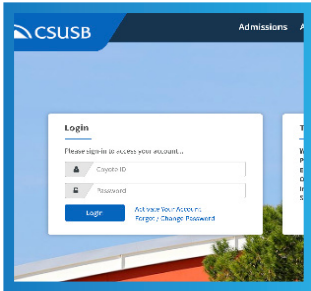 CSUSB
Admissions
Login
Please sign-in to access your account...
Coyote ID
Password
Login
Activate Your Account
Forgot / Change Password